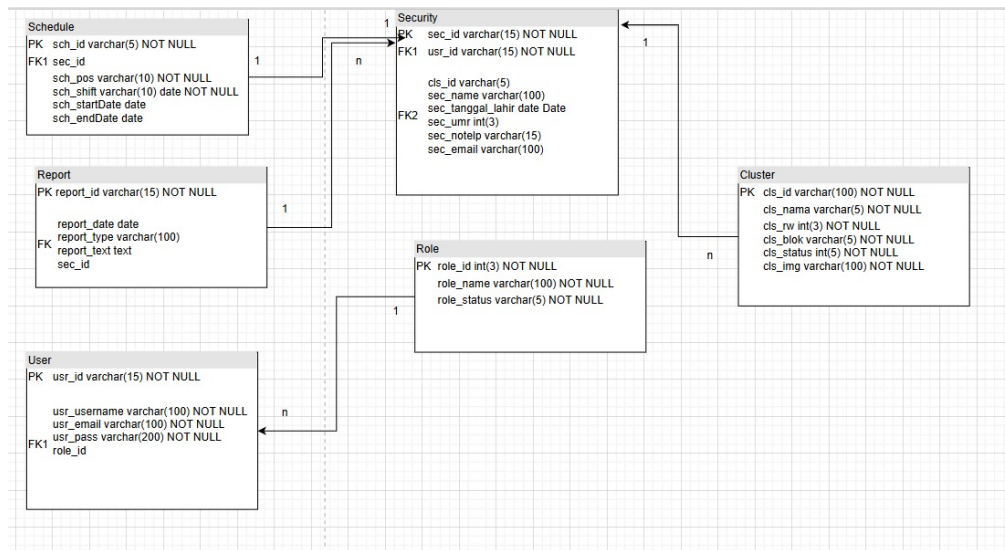 Schedule
PK sch_id varchar(5) NOT NULL
FK1 sec_id
sch_pos varchar(10) NOT NULL
sch_shift varchar(10) date NOT NULL
sch_startDate date
sch_endDate date
1
1
n
Security
PK sec_id varchar(15) NOT NULL
FK1 usr_id varchar(15) NOT NULL
cls_id varchar(5)
sec_name varchar(100)
sec_tanggal_lahir date Date
FK2 sec_umr int(3)
sec_notelp varchar(15)
sec_email varchar(100)
1
Report
PK report_id varchar(15) NOT NULL
report_date date
report_type varchar(100)
FK report_text text
sec_id
1
Cluster
PK cls_id varchar(100) NOT NULL
cls_nama varchar(5) NOT NULL
cls_rw int(3) NOT NULL
cls_blok varchar(5) NOT NULL
cls_status int(5) NOT NULL
cls_img varchar(100) NOT NULL
n
Role
PK role_id int(3) NOT NULL
role_name varchar(100) NOT NULL
role_status varchar(5) NOT NULL
1
User
PK usr_id varchar(15) NOT NULL
usr_username varchar(100) NOT NULL
usr_email varchar(100) NOT NULL
usr_pass varchar(200) NOT NULL
FK1 role_id
n